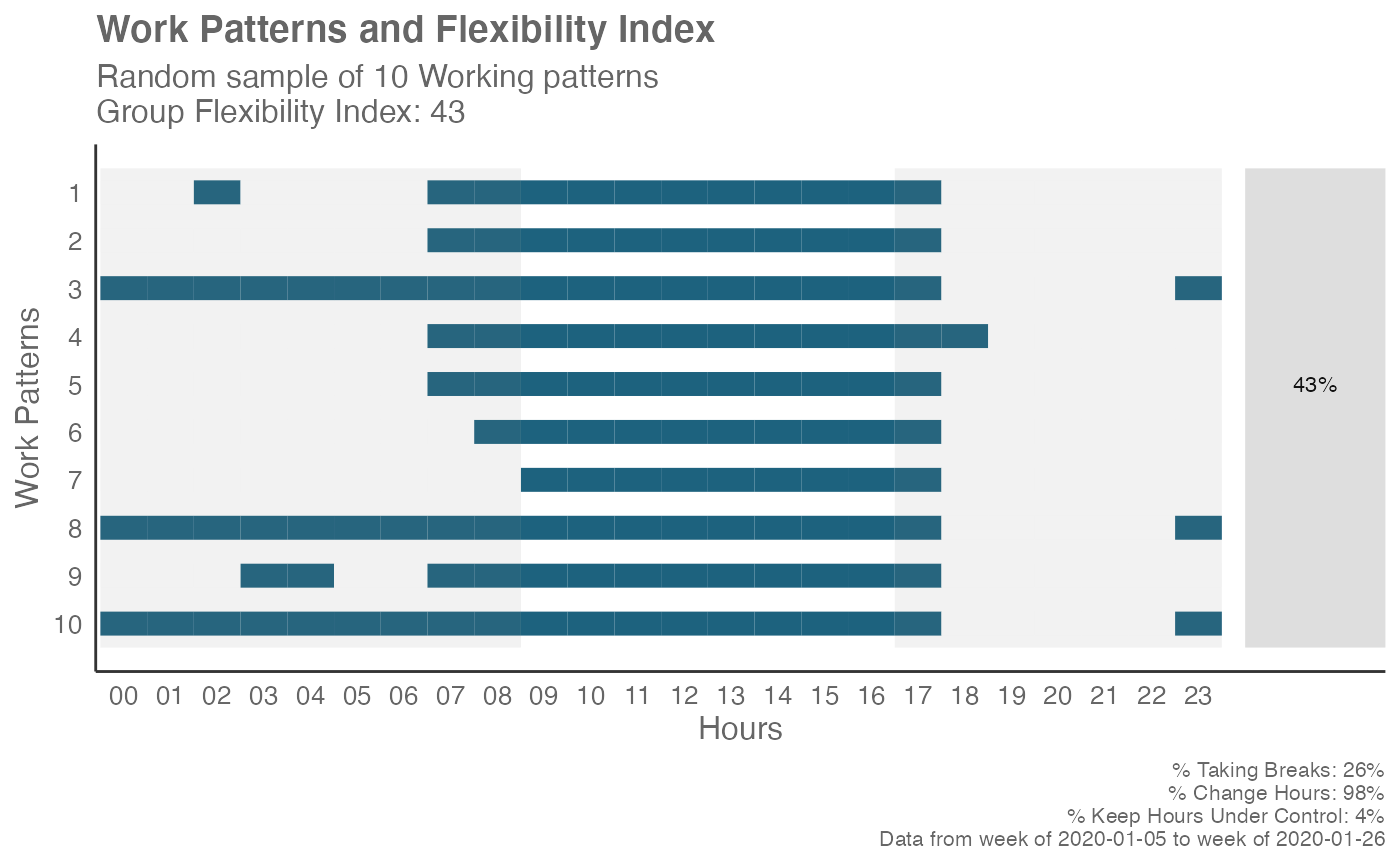 Work Patterns and Flexibility Index
Random sample of 10 Working patterns
Group Flexibility Index: 43
Work Patterns
1
2
3
4
5
6
7
8
9
10
43%
00 01 02 03 04 05 06 07 08 09 10 11 12 13 14 15 16 17 18 19 20 21 22 23
Hours
% Taking Breaks: 26%
% Change Hours: 98%
% Keep Hours Under Control: 4%
Data from week of 2020-01-05 to week of 2020-01-26